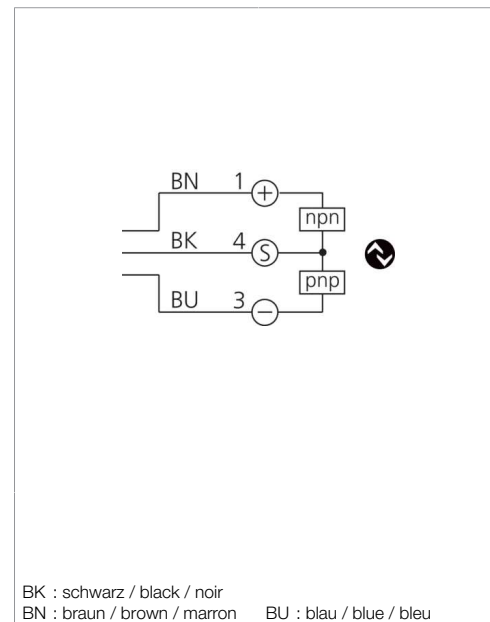 BN 1 +
npn
BK 4 S
pnp
BU 3 −
BK : schwarz / black / noir
BN : braun / brown / marron BU : blau / blue / bleu